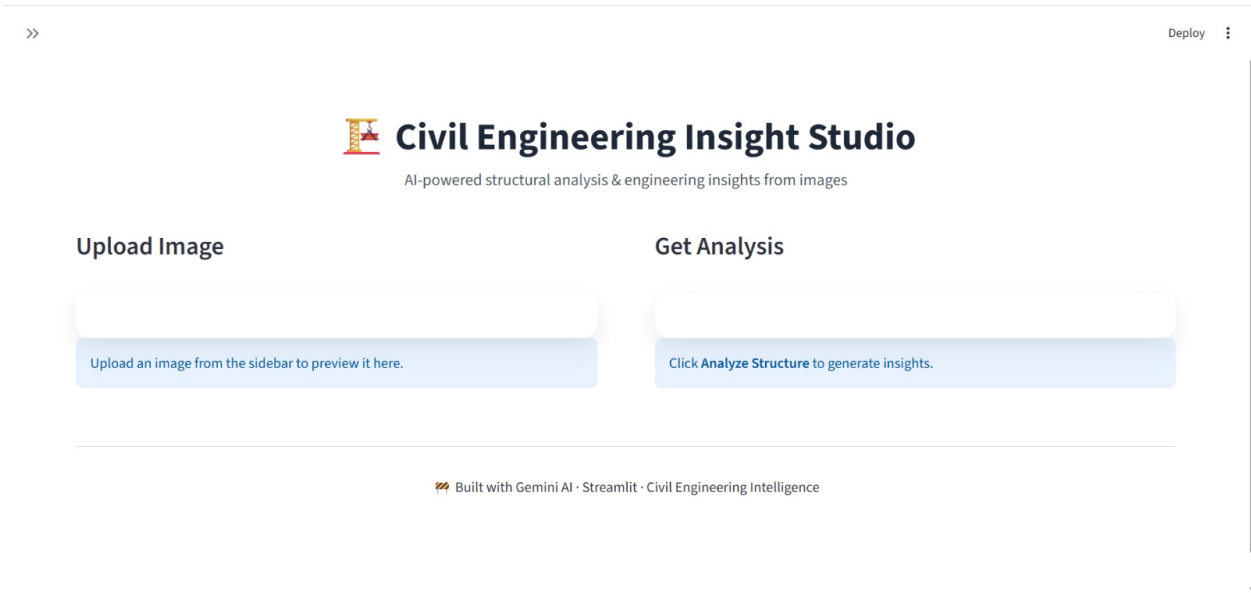 Deploy
Civil Engineering Insight Studio
AI-powered structural analysis & engineering insights from images
Upload Image
Get Analysis
Upload an image from the sidebar to preview it here.
Click Analyze Structure to generate insights.
Built with Gemini AI · Streamlit · Civil Engineering Intelligence